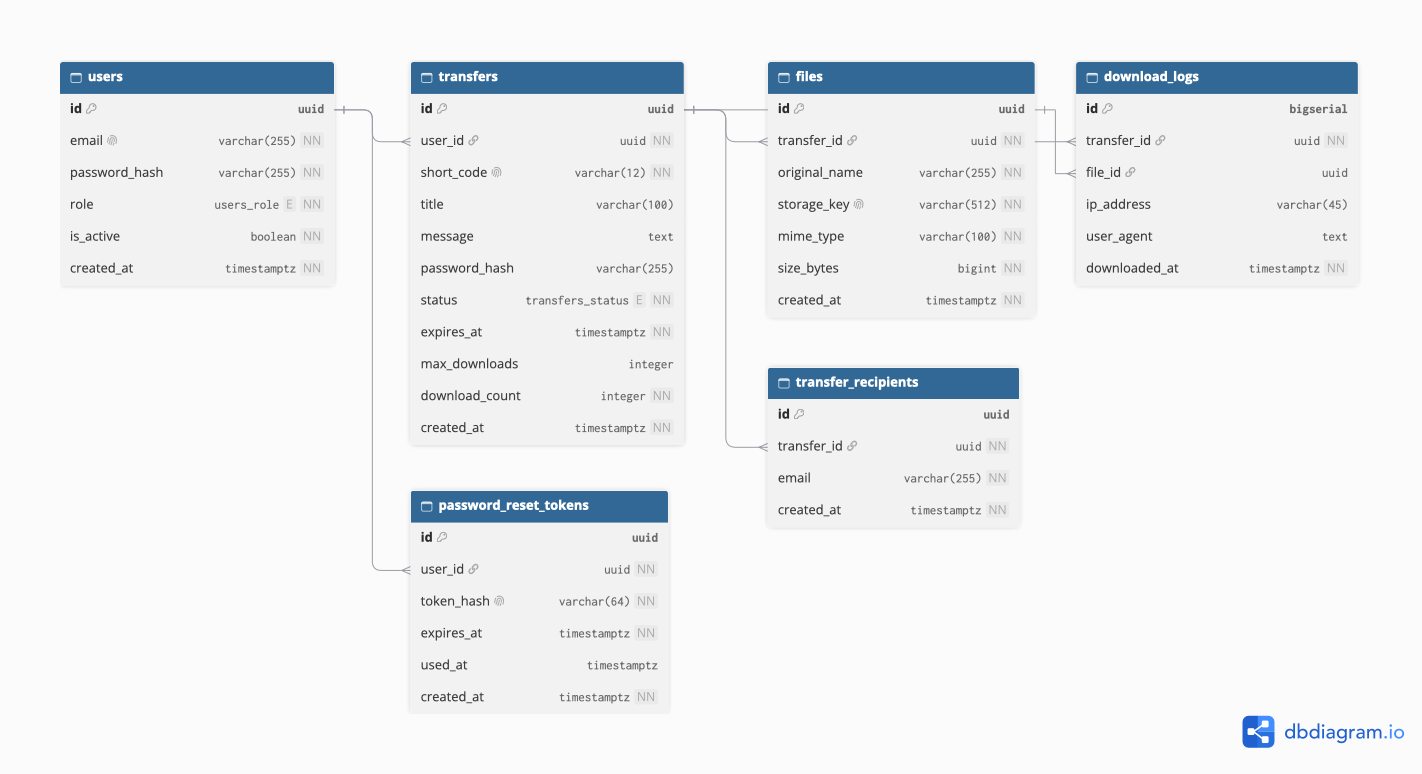 users
id uuid
email varchar(255) NN
password_hash varchar(255) NN
role users_role E NN
is_active boolean NN
created_at timestamptz NN
transfers
id uuid
user_id uuid NN
short_code varchar(12) NN
title varchar(100)
message text
password_hash varchar(255)
status transfers_status E NN
expires_at timestamptz NN
max_downloads integer
download_count integer NN
created_at timestamptz NN
files
id uuid
transfer_id uuid NN
original_name varchar(255) NN
storage_key varchar(512) NN
mime_type varchar(100) NN
size_bytes bigint NN
created_at timestamptz NN
download_logs
id bigserial
transfer_id uuid NN
file_id uuid
ip_address varchar(45)
user_agent text
downloaded_at timestamptz NN
transfer_recipients
id uuid
transfer_id uuid NN
email varchar(255) NN
created_at timestamptz NN
password_reset_tokens
id uuid
user_id uuid NN
token_hash varchar(64) NN
expires_at timestamptz NN
used_at timestamptz
created_at timestamptz NN
dbdiagram.io